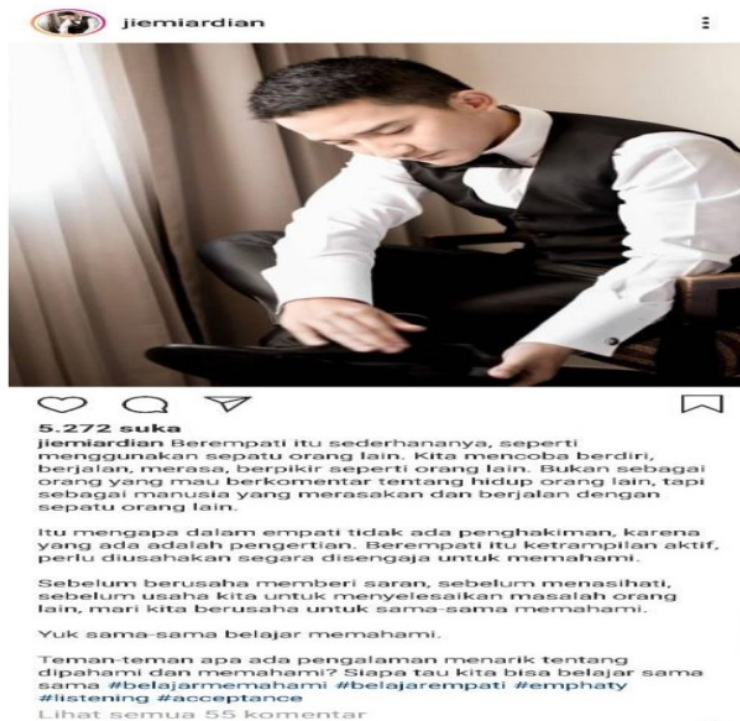 jiemiardian
5.272 suka
jiemiardian Berempati itu sederhananya, seperti
menggunakan sepatu orang lain. Kita mencoba berdiri,
berjalan, merasa, berpikir seperti orang lain. Bukan sebagai
orang yang mau berkomentar tentang hidup orang lain, tapi
sebagai manusia yang merasakan dan berjalan dengan
sepatu orang lain.
Itu mengapa dalam empati tidak ada penghakiman, karena
yang ada adalah pengertian. Berempati itu ketrampilan aktif,
perlu diusahakan segara disengaja untuk memahami.
Sebelum berusaha memberi saran, sebelum menasihati,
sebelum usaha kita untuk menyelesaikan masalah orang
lain, mari kita berusaha untuk sama-sama memahami.
Yuk sama-sama belajar memahami.
Teman-teman apa ada pengalaman menarik tentang
dipahami dan memahami? Siapa tau kita bisa belajar sama
sama #belajarmemahami #belajarempati #emphaty
#listening #acceptance
Lihat semua 55 komentar